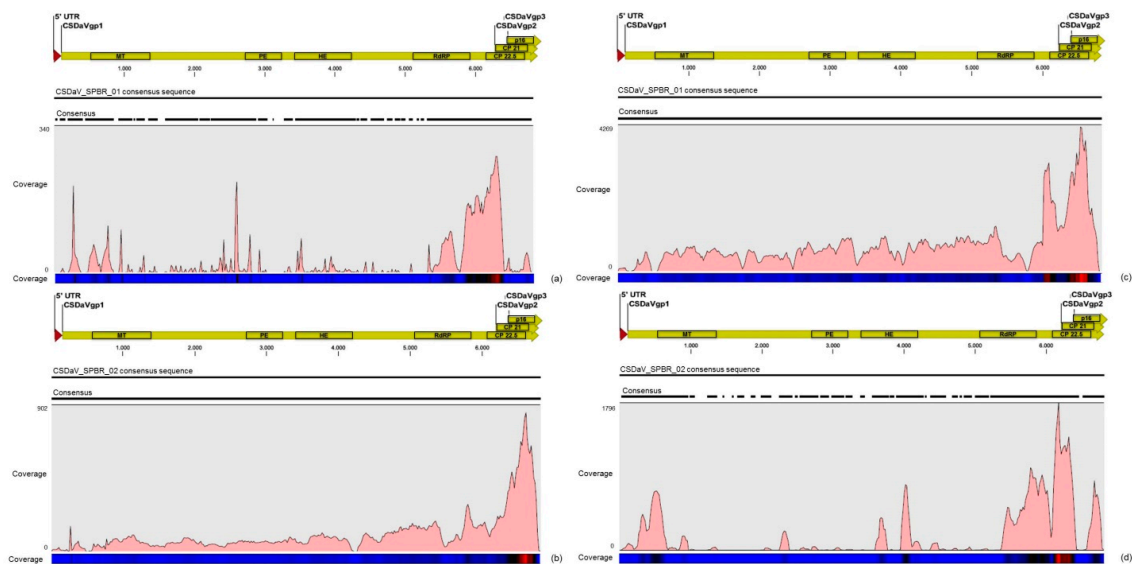 CSDaVgp3
5' UTR
CSDaVgp2
CSDaVgp1
p16
CP 21
MT
PE
HE
RdRP
CP 22.5
1.000
2.000
3.000
4.000
5.000
6.000
CSDaV_SPBR_01 consensus sequence
Consensus
340
Coverage
0
Coverage
(a)
CSDaVgp3
5' UTR
CSDaVgp2
CSDaVgp1
p16
CP 21
MT
PE
HE
RdRP
CP 22.5
1.000
2.000
3.000
4.000
5.000
6.000
CSDaV_SPBR_02 consensus sequence
Consensus
902
Coverage
0
Coverage
(b)
CSDaVgp3
5' UTR
CSDaVgp2
CSDaVgp1
p16
CP 21
MT
PE
HE
RdRP
CP 22.5
1.000
2.000
3.000
4.000
5.000
6.000
CSDaV_SPBR_01 consensus sequence
Consensus
4269
Coverage
0
Coverage
(c)
CSDaVgp3
5' UTR
CSDaVgp2
CSDaVgp1
p16
CP 21
MT
PE
HE
RdRP
CP 22.5
1.000
2.000
3.000
4.000
5.000
6.000
CSDaV_SPBR_02 consensus sequence
Consensus
1796
Coverage
0
Coverage
(d)